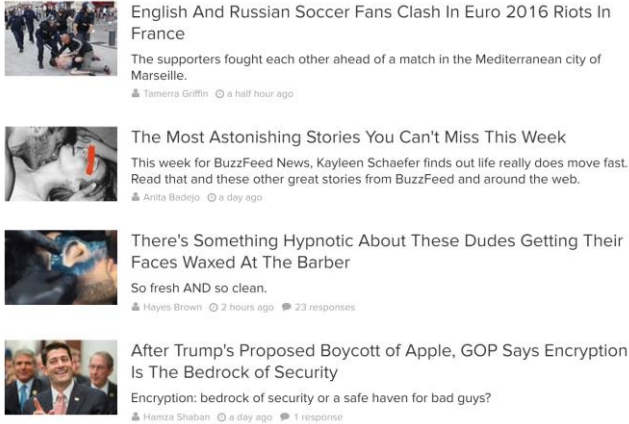 English And Russian Soccer Fans Clash In Euro 2016 Riots In
France
The supporters fought each other ahead of a match in the Mediterranean city of
Marseille.
Tamerra Griffin a half hour ago
The Most Astonishing Stories You Can't Miss This Week
This week for BuzzFeed News, Kayleen Schaefer finds out life really does move fast.
Read that and these other great stories from BuzzFeed and around the web.
Anita Badejo a day ago
There's Something Hypnotic About These Dudes Getting Their
Faces Waxed At The Barber
So fresh AND so clean.
Hayes Brown 2 hours ago 23 responses
After Trump's Proposed Boycott of Apple, GOP Says Encryption
Is The Bedrock of Security
Encryption: bedrock of security or a safe haven for bad guys?
Hamza Shaban a day ago 1 response